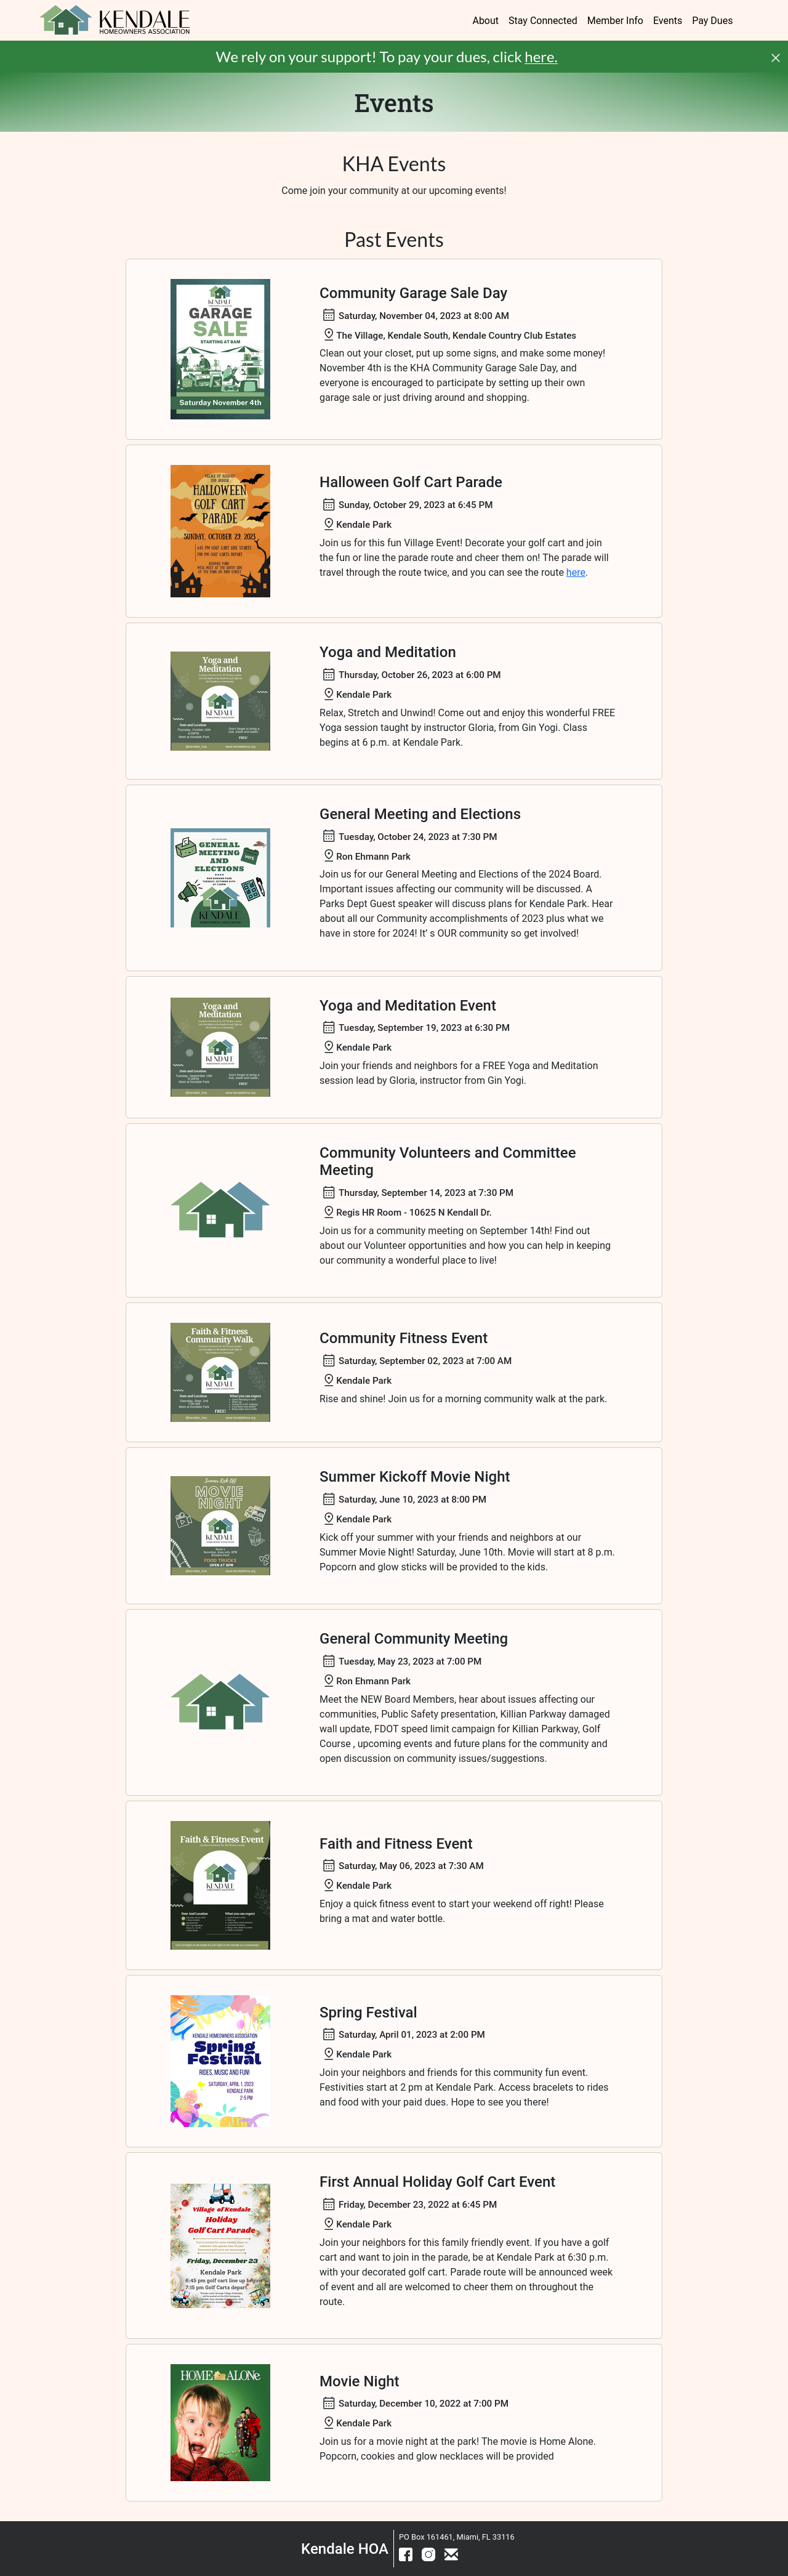 KENDALE
HOMEOWNERS ASSOCIATION
About Stay Connected Member Info Events Pay Dues
We rely on your support! To pay your dues, click here.
Events
KHA Events
Come join your community at our upcoming events!
Past Events
KENDALE
GARAGE
SALE
STARTING AT 8AM
Saturday November 4th
Community Garage Sale Day
Saturday, November 04, 2023 at 8:00 AM
The Village, Kendale South, Kendale Country Club Estates
Clean out your closet, put up some signs, and make some money!
November 4th is the KHA Community Garage Sale Day, and
everyone is encouraged to participate by setting up their own
garage sale or just driving around and shopping.
HALLOWEEN
GOLF CART
PARADE
SUNDAY, OCTOBER 29, 2023
Halloween Golf Cart Parade
Sunday, October 29, 2023 at 6:45 PM
Kendale Park
Join us for this fun Village Event! Decorate your golf cart and join
the fun or line the parade route and cheer them on! The parade will
travel through the route twice, and you can see the route here.
Yoga and
Meditation
KENDALE
Yoga and Meditation
Thursday, October 26, 2023 at 6:00 PM
Kendale Park
Relax, Stretch and Unwind! Come out and enjoy this wonderful FREE
Yoga session taught by instructor Gloria, from Gin Yogi. Class
begins at 6 p.m. at Kendale Park.
GENERAL
MEETING
AND
ELECTIONS
VOTE
KENDALE
General Meeting and Elections
Tuesday, October 24, 2023 at 7:30 PM
Ron Ehmann Park
Join us for our General Meeting and Elections of the 2024 Board.
Important issues affecting our community will be discussed. A
Parks Dept Guest speaker will discuss plans for Kendale Park. Hear
about all our Community accomplishments of 2023 plus what we
have in store for 2024! It’ s OUR community so get involved!
Yoga and
Meditation
KENDALE
Yoga and Meditation Event
Tuesday, September 19, 2023 at 6:30 PM
Kendale Park
Join your friends and neighbors for a FREE Yoga and Meditation
session lead by Gloria, instructor from Gin Yogi.
Community Volunteers and Committee
Meeting
Thursday, September 14, 2023 at 7:30 PM
Regis HR Room - 10625 N Kendall Dr.
Join us for a community meeting on September 14th! Find out
about our Volunteer opportunities and how you can help in keeping
our community a wonderful place to live!
Faith & Fitness
Community Walk
KENDALE
FREE!
Community Fitness Event
Saturday, September 02, 2023 at 7:00 AM
Kendale Park
Rise and shine! Join us for a morning community walk at the park.
Summer Kick Off
MOVIE
NIGHT
KENDALE
FOOD TRUCKS
Summer Kickoff Movie Night
Saturday, June 10, 2023 at 8:00 PM
Kendale Park
Kick off your summer with your friends and neighbors at our
Summer Movie Night! Saturday, June 10th. Movie will start at 8 p.m.
Popcorn and glow sticks will be provided to the kids.
General Community Meeting
Tuesday, May 23, 2023 at 7:00 PM
Ron Ehmann Park
Meet the NEW Board Members, hear about issues affecting our
communities, Public Safety presentation, Killian Parkway damaged
wall update, FDOT speed limit campaign for Killian Parkway, Golf
Course , upcoming events and future plans for the community and
open discussion on community issues/suggestions.
Faith & Fitness Event
KENDALE
Faith and Fitness Event
Saturday, May 06, 2023 at 7:30 AM
Kendale Park
Enjoy a quick fitness event to start your weekend off right! Please
bring a mat and water bottle.
KENDALE HOMEOWNERS ASSOCIATION
Spring
Festival
RIDES, MUSIC AND FUN!
SATURDAY, APRIL 1, 2023
KENDALE PARK
2-5 PM
Spring Festival
Saturday, April 01, 2023 at 2:00 PM
Kendale Park
Join your neighbors and friends for this community fun event.
Festivities start at 2 pm at Kendale Park. Access bracelets to rides
and food with your paid dues. Hope to see you there!
Village of Kendale
Holiday
Golf Cart Parade
Friday, December 23
Kendale Park
First Annual Holiday Golf Cart Event
Friday, December 23, 2022 at 6:45 PM
Kendale Park
Join your neighbors for this family friendly event. If you have a golf
cart and want to join in the parade, be at Kendale Park at 6:30 p.m.
with your decorated golf cart. Parade route will be announced week
of event and all are welcomed to cheer them on throughout the
route.
HOME ALONE
Movie Night
Saturday, December 10, 2022 at 7:00 PM
Kendale Park
Join us for a movie night at the park! The movie is Home Alone.
Popcorn, cookies and glow necklaces will be provided
Kendale HOA
PO Box 161461, Miami, FL 33116